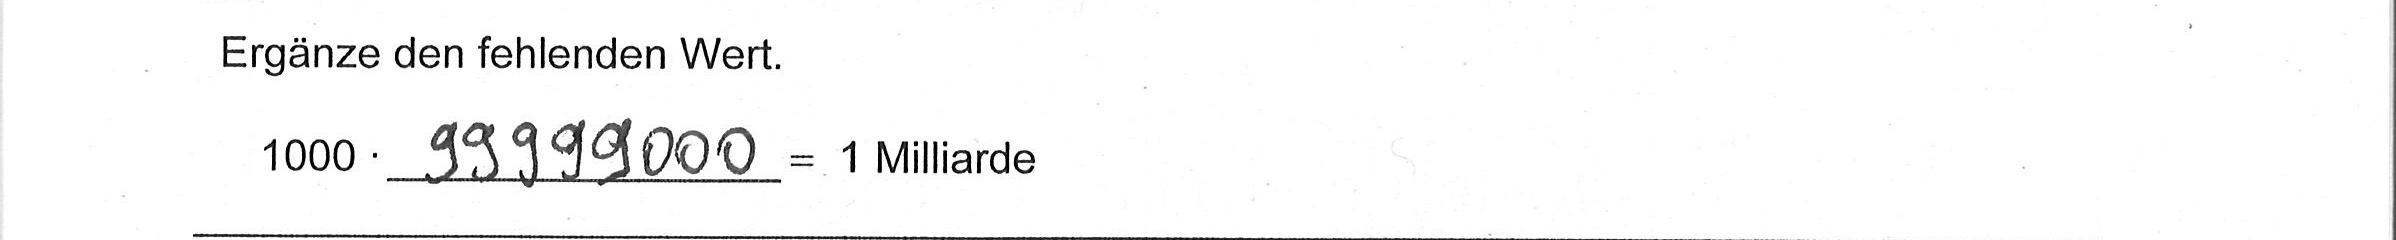 Ergänze den fehlenden Wert.
1000 · 99999000 = 1 Milliarde